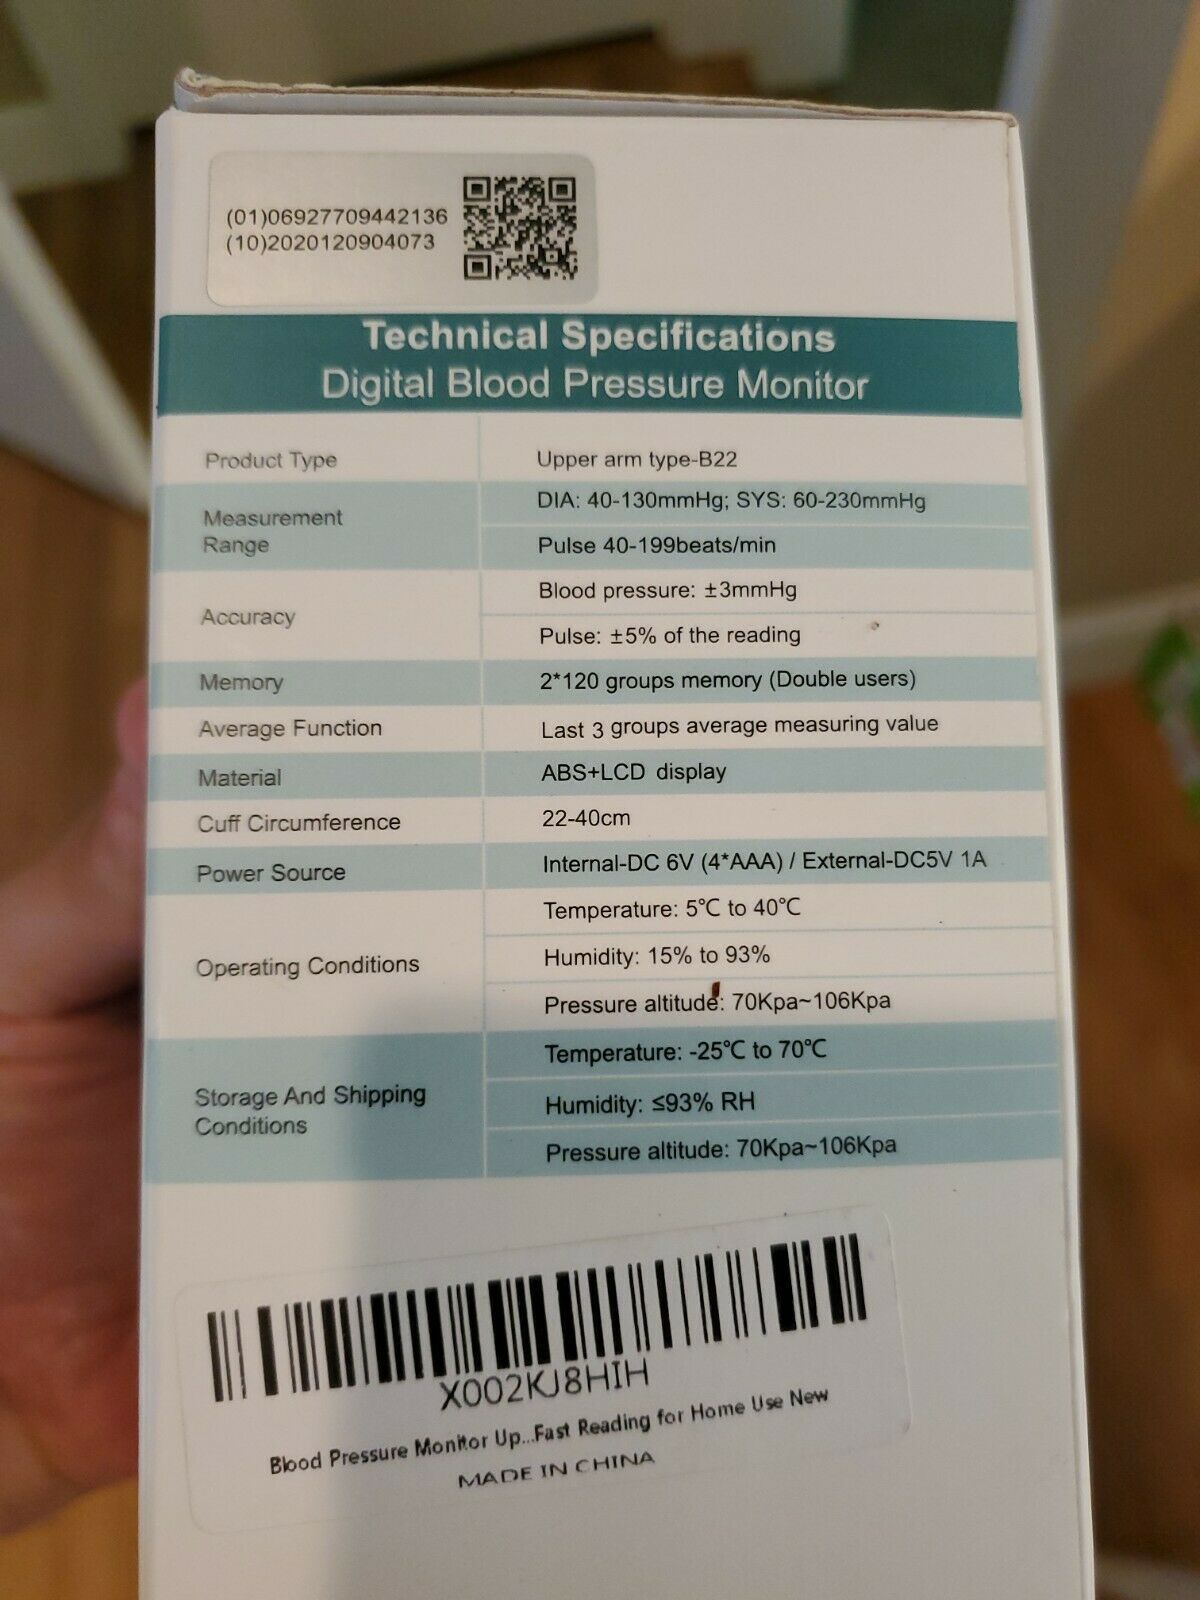 (01)06927709442136
(10)2020120904073
Technical Specifications
Digital Blood Pressure Monitor
Product Type
Upper arm type-B22
Measurement
Range
DIA: 40-130mmHg; SYS: 60-230mmHg
Pulse 40-199beats/min
Accuracy
Blood pressure: ±3mmHg
Pulse: ±5% of the reading
Memory
2*120 groups memory (Double users)
Average Function
Last 3 groups average measuring value
Material
ABS+LCD display
Cuff Circumference
22-40cm
Power Source
Internal-DC 6V (4*AAA) / External-DC5V 1A
Operating Conditions
Temperature: 5℃ to 40℃
Humidity: 15% to 93%
Pressure altitude: 70Kpa~106Kpa
Storage And Shipping
Conditions
Temperature: -25℃ to 70℃
Humidity: ≤93% RH
Pressure altitude: 70Kpa~106Kpa
X002KJ8HIH
Blood Pressure Monitor Up...Fast Reading for Home Use New
MADE IN CHINA